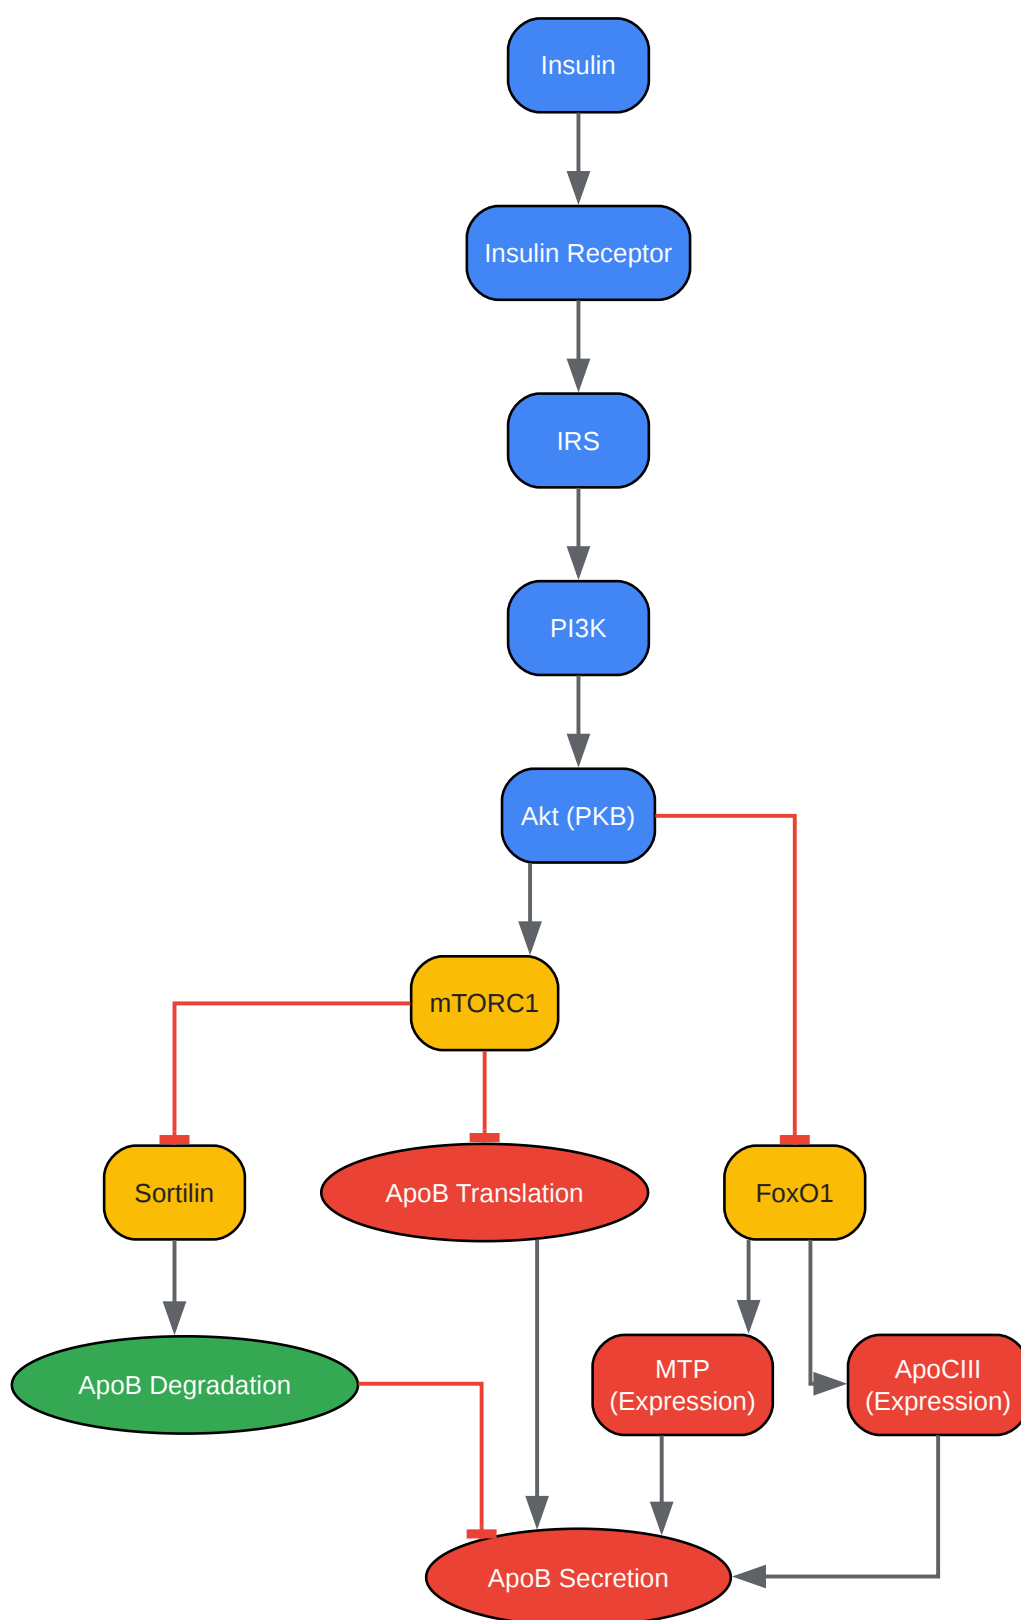 Insulin
Insulin Receptor
IRS
PI3K
Akt (PKB)
mTORC1
Sortilin
ApoB Translation
FoxO1
ApoB Degradation
MTP
(Expression)
ApoCIII
(Expression)
ApoB Secretion